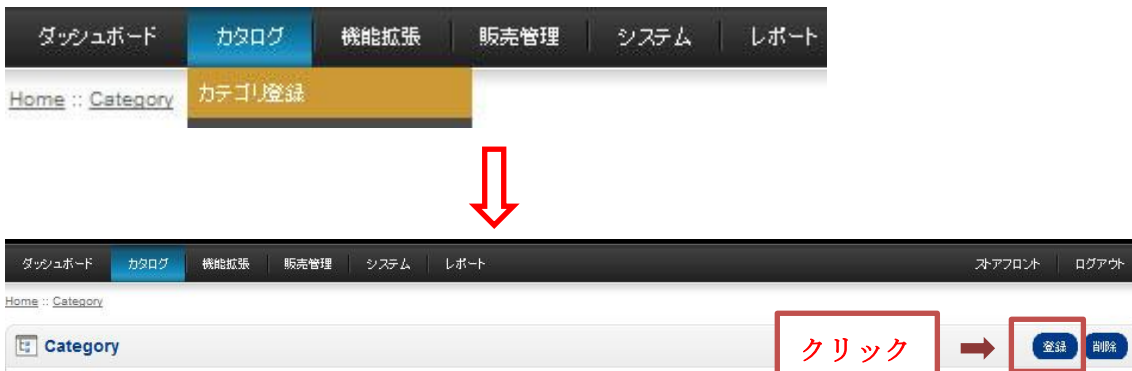 ダッシュボード カタログ 機能拡張 販売管理 システム レポート
Home :: Category カテゴリ登録
ダッシュボード カタログ 機能拡張 販売管理 システム レポート ストアフロント ログアウト
Home :: Category
Category クリック 登録 削除